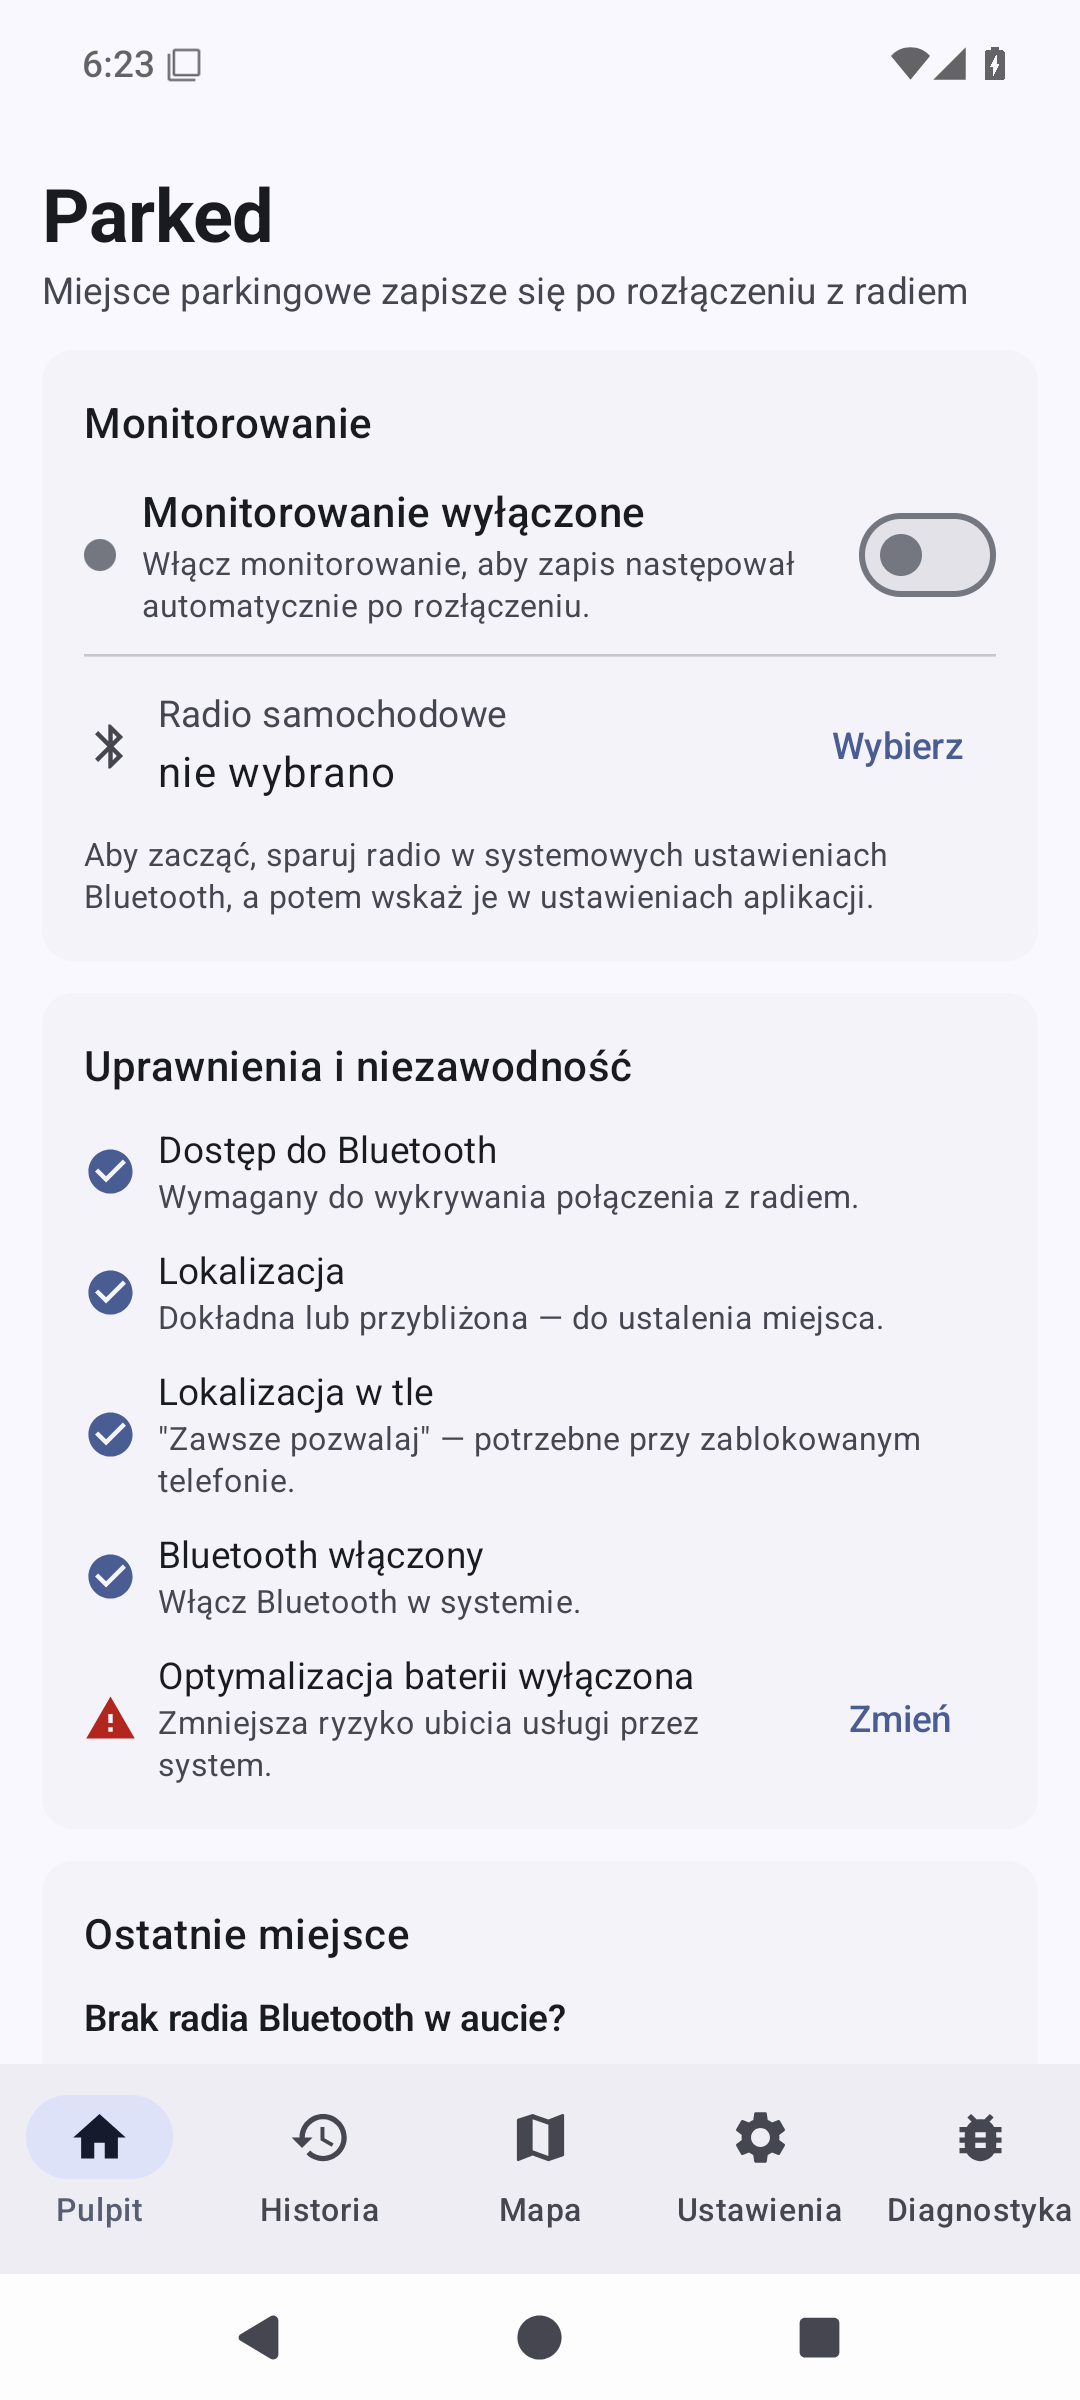 6:23
Parked
Miejsce parkingowe zapisze się po rozłączeniu z radiem
Monitorowanie
Monitorowanie wyłączone
Włącz monitorowanie, aby zapis następował
automatycznie po rozłączeniu.
Radio samochodowe
nie wybrano
Wybierz
Aby zacząć, sparuj radio w systemowych ustawieniach
Bluetooth, a potem wskaż je w ustawieniach aplikacji.
Uprawnienia i niezawodność
Dostęp do Bluetooth
Wymagany do wykrywania połączenia z radiem.
Lokalizacja
Dokładna lub przybliżona — do ustalenia miejsca.
Lokalizacja w tle
"Zawsze pozwalaj" — potrzebne przy zablokowanym
telefonie.
Bluetooth włączony
Włącz Bluetooth w systemie.
Optymalizacja baterii wyłączona
Zmniejsza ryzyko ubicia usługi przez
system.
Zmień
Ostatnie miejsce
Brak radia Bluetooth w aucie?
Pulpit
Historia
Mapa
Ustawienia
Diagnostyka